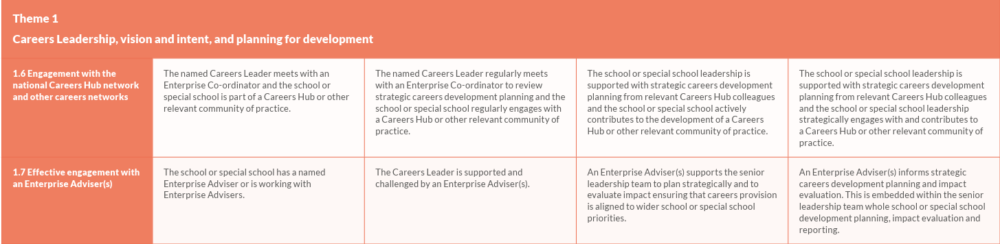 Theme 1
Careers Leadership, vision and intent, and planning for development
1.6 Engagement with the
national Careers Hub network
and other careers networks
The named Careers Leader meets with an
Enterprise Co-ordinator and the school or
special school is part of a Careers Hub or other
relevant community of practice.
The named Careers Leader regularly meets
with an Enterprise Co-ordinator to review
strategic careers development planning and the
school or special school regularly engages with
a Careers Hub or other relevant community of
practice.
The school or special school leadership is
supported with strategic careers development
planning from relevant Careers Hub colleagues
and the school or special school actively
contributes to the development of a Careers
Hub or other relevant community of practice.
The school or special school leadership is
supported with strategic careers development
planning from relevant Careers Hub colleagues
and the school or special school leadership
strategically engages with and contributes to
a Careers Hub or other relevant community of
practice.
1.7 Effective engagement with
an Enterprise Adviser(s)
The school or special school has a named
Enterprise Adviser or is working with
Enterprise Advisers.
The Careers Leader is supported and
challenged by an Enterprise Adviser(s).
An Enterprise Adviser(s) supports the senior
leadership team to plan strategically and to
evaluate impact ensuring that careers provision
is aligned to wider school or special school
priorities.
An Enterprise Adviser(s) informs strategic
careers development planning and impact
evaluation. This is embedded within the senior
leadership team whole school or special school
development planning, impact evaluation and
reporting.